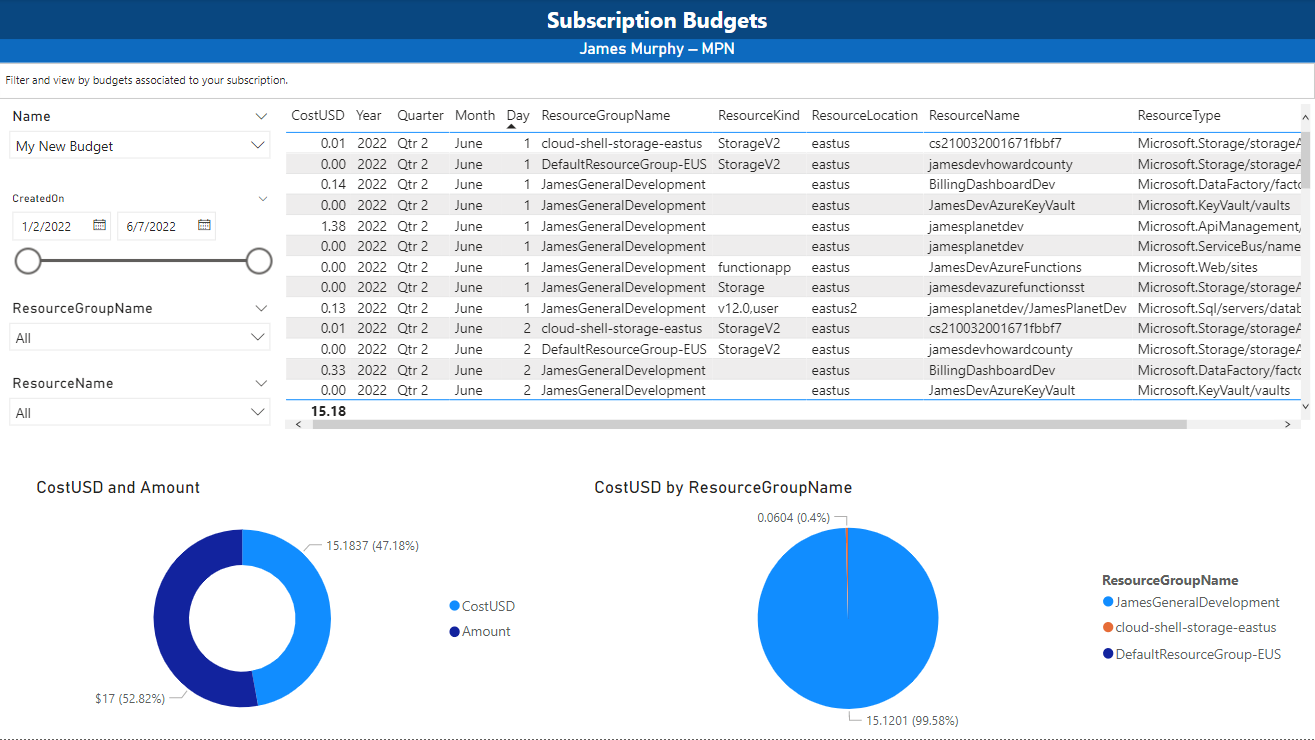 Subscription Budgets
James Murphy – MPN
Filter and view by budgets associated to your subscription.
Name
My New Budget
CreatedOn
1/2/2022 6/7/2022
ResourceGroupName
All
ResourceName
All
CostUSD Year Quarter Month Day ResourceGroupName ResourceKind ResourceLocation ResourceName ResourceType
0.01 2022 Qtr 2 June 1 cloud-shell-storage-eastus StorageV2 eastus cs210032001671fbbf7 Microsoft.Storage/storageA
0.00 2022 Qtr 2 June 1 DefaultResourceGroup-EUS StorageV2 eastus jamesdevhowardcounty Microsoft.Storage/storageA
0.14 2022 Qtr 2 June 1 JamesGeneralDevelopment eastus BillingDashboardDev Microsoft.DataFactory/facto
0.00 2022 Qtr 2 June 1 JamesGeneralDevelopment eastus JamesDevAzureKeyVault Microsoft.KeyVault/vaults
1.38 2022 Qtr 2 June 1 JamesGeneralDevelopment eastus jamesplanetdev Microsoft.ApiManagement/
0.00 2022 Qtr 2 June 1 JamesGeneralDevelopment eastus jamesplanetdev Microsoft.ServiceBus/name
0.00 2022 Qtr 2 June 1 JamesGeneralDevelopment functionapp eastus JamesDevAzureFunctions Microsoft.Web/sites
0.00 2022 Qtr 2 June 1 JamesGeneralDevelopment Storage eastus jamesdevazurefunctionsst Microsoft.Storage/storageA
0.13 2022 Qtr 2 June 1 JamesGeneralDevelopment v12.0,user eastus2 jamesplanetdev/JamesPlanetDev Microsoft.Sql/servers/datab
0.01 2022 Qtr 2 June 2 cloud-shell-storage-eastus StorageV2 eastus cs210032001671fbbf7 Microsoft.Storage/storageA
0.00 2022 Qtr 2 June 2 DefaultResourceGroup-EUS StorageV2 eastus jamesdevhowardcounty Microsoft.Storage/storageA
0.33 2022 Qtr 2 June 2 JamesGeneralDevelopment eastus BillingDashboardDev Microsoft.DataFactory/facto
0.00 2022 Qtr 2 June 2 JamesGeneralDevelopment eastus JamesDevAzureKeyVault Microsoft.KeyVault/vaults
15.18
CostUSD and Amount
15.1837 (47.18%)
$17 (52.82%)
CostUSD
Amount
CostUSD by ResourceGroupName
0.0604 (0.4%)
15.1201 (99.58%)
ResourceGroupName
JamesGeneralDevelopment
cloud-shell-storage-eastus
DefaultResourceGroup-EUS